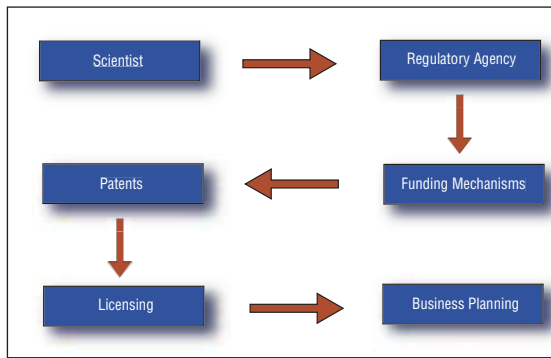 Scientist
Regulatory Agency
Patents
Funding Mechanisms
Licensing
Business Planning